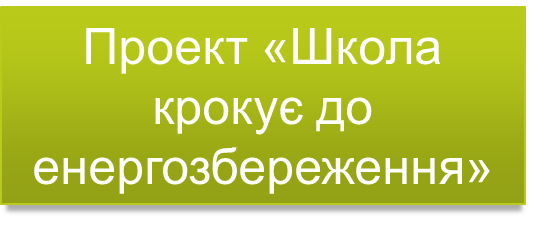 Проект «Школа
крокує до
енергозбереження»